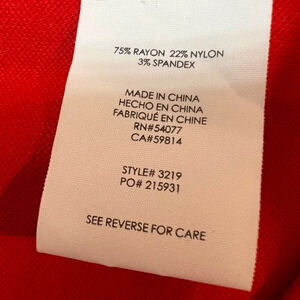 75% RAYON 22% NYLON
3% SPANDEX
MADE IN CHINA
HECHO EN CHINA
FABRIQUÉ EN CHINE
RN#54077
CA#59814
STYLE# 3219
PO# 215931
SEE REVERSE FOR CARE